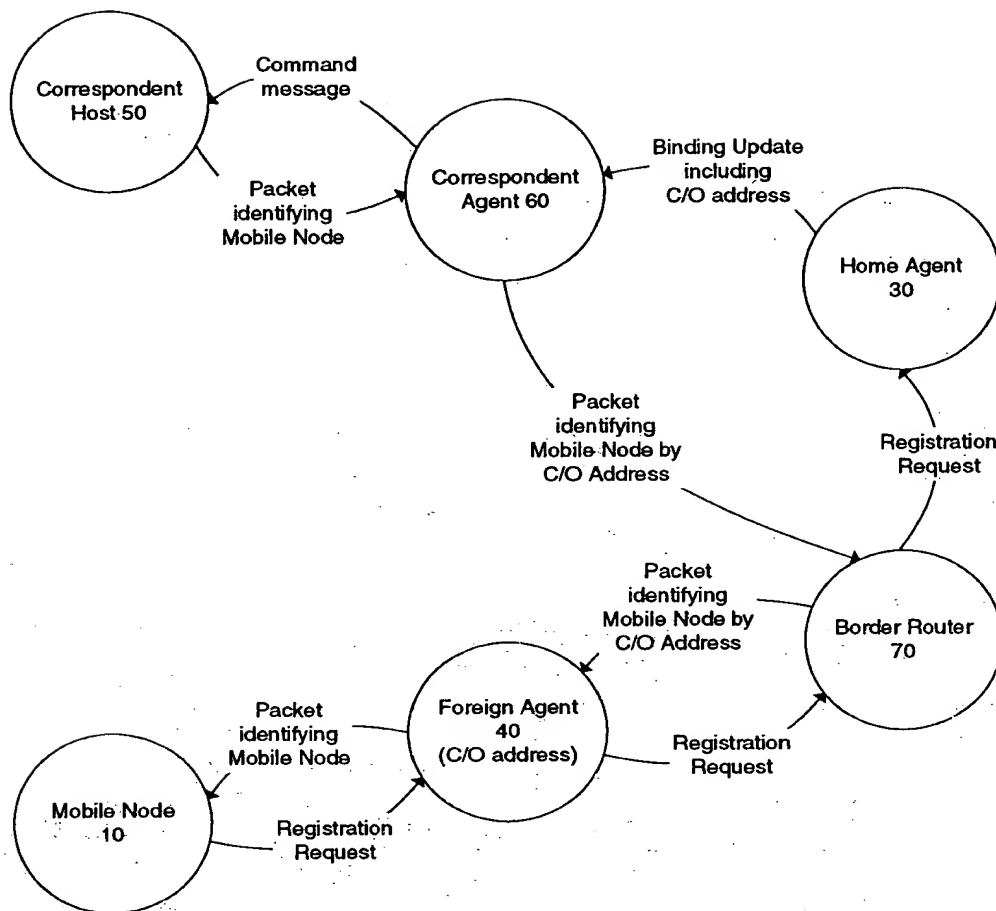 Correspondent
Host 50
Command
message
Packet
identifying
Mobile Node
Correspondent
Agent 60
Binding Update
including
C/O address
Home Agent
30
Packet
identifying
Mobile Node by
C/O Address
Registration
Request
Packet
identifying
Mobile Node by
C/O Address
Border Router
70
Foreign Agent
40
(C/O address)
Packet
identifying
Mobile Node
Registration
Request
Mobile Node
10
Registration
Request